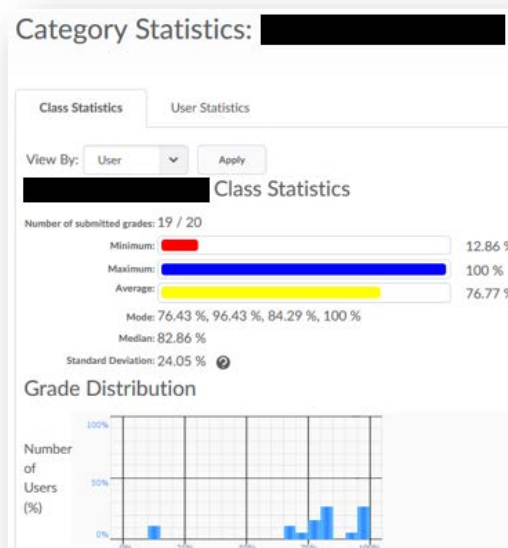 Category Statistics:
Class Statistics User Statistics
View By: User Apply
Class Statistics
Number of submitted grades: 19 / 20
Minimum: 12.86 %
Maximum: 100 %
Average: 76.77 %
Mode: 76.43 %, 96.43 %, 84.29 %, 100 %
Median: 82.86 %
Standard Deviation: 24.05 %
Grade Distribution
100%
Number
of
Users
(%)
50%
0%